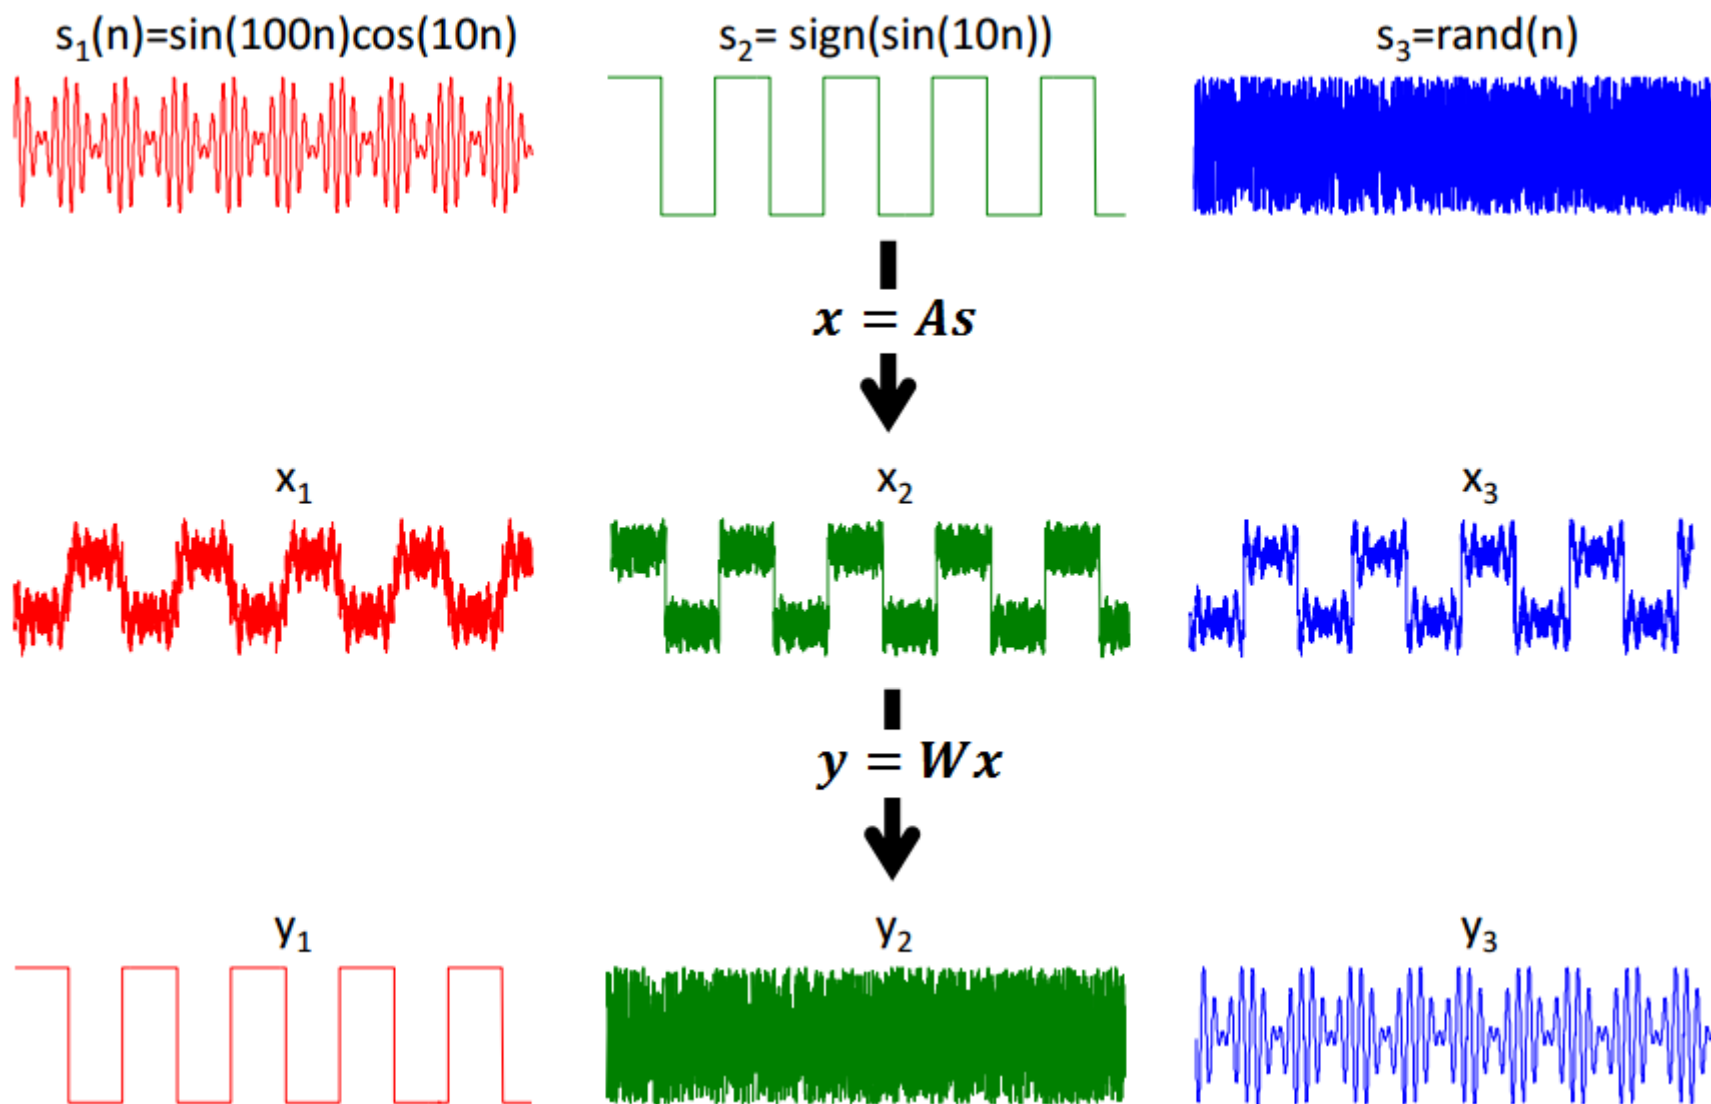 s₁(n)=sin(100n)cos(10n)
s₂= sign(sin(10n))
s₃=rand(n)
x = As
x₁
x₂
x₃
y = Wx
y₁
y₂
y₃